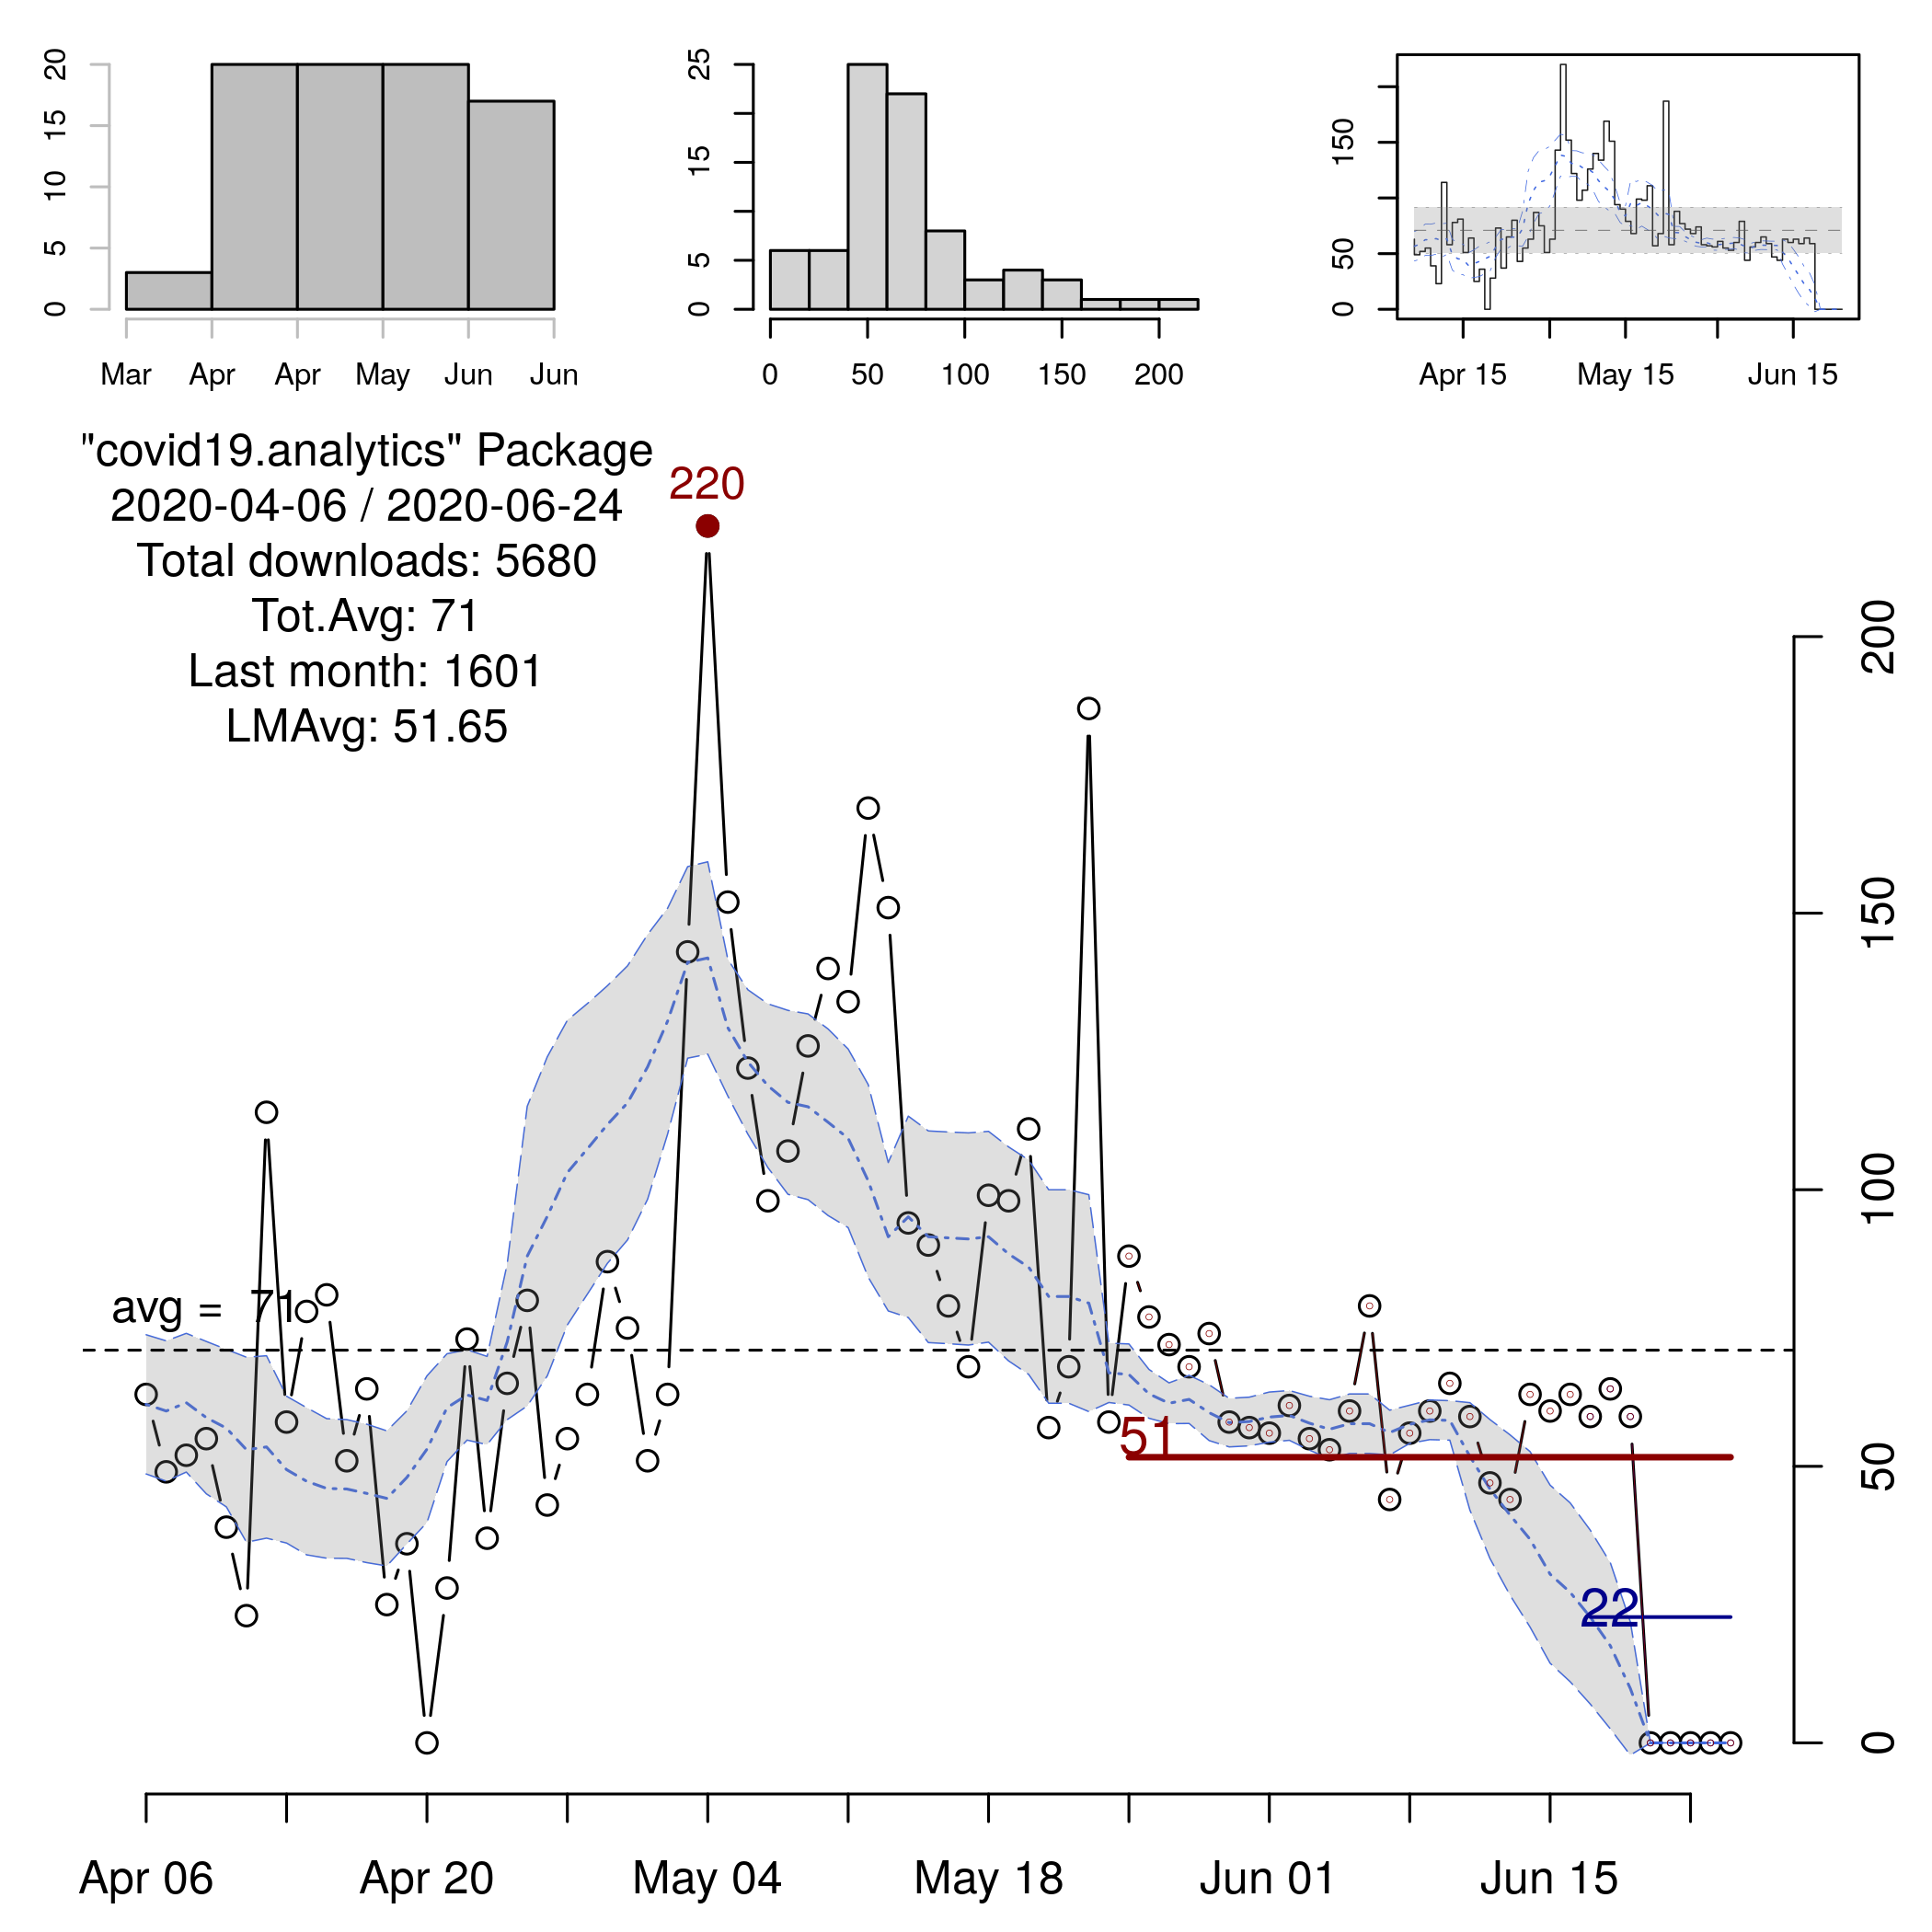 20
15
10
5
0
Mar Apr Apr May Jun Jun
25
15
5
0
0 50 100 150 200
150
50
0
Apr 15 May 15 Jun 15
"covid19.analytics" Package
2020-04-06 / 2020-06-24
Total downloads: 5680
Tot.Avg: 71
Last month: 1601
LMAvg: 51.65
220
avg = 71
51
22
200
150
100
50
0
Apr 06 Apr 20 May 04 May 18 Jun 01 Jun 15